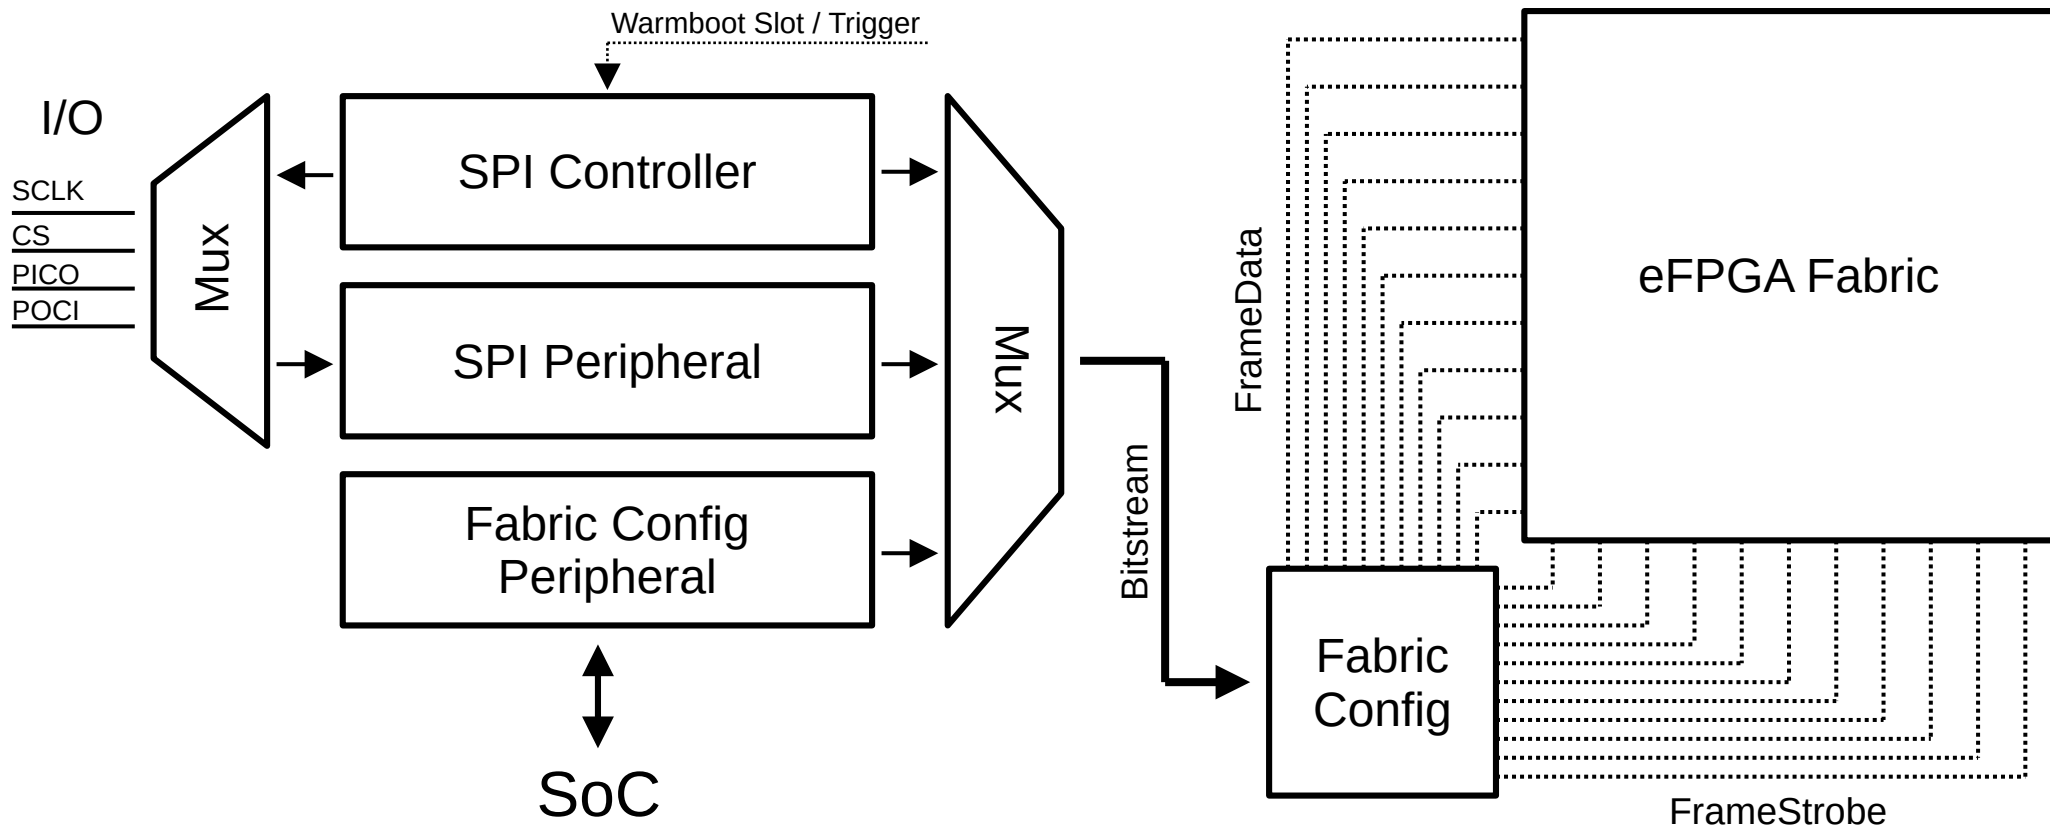 Warmboot Slot / Trigger
I/O
SCLK
CS
PICO
POCI
Mux
SPI Controller
SPI Peripheral
Fabric Config
Peripheral
SoC
Mux
Bitstream
FrameData
eFPGA Fabric
Fabric
Config
FrameStrobe